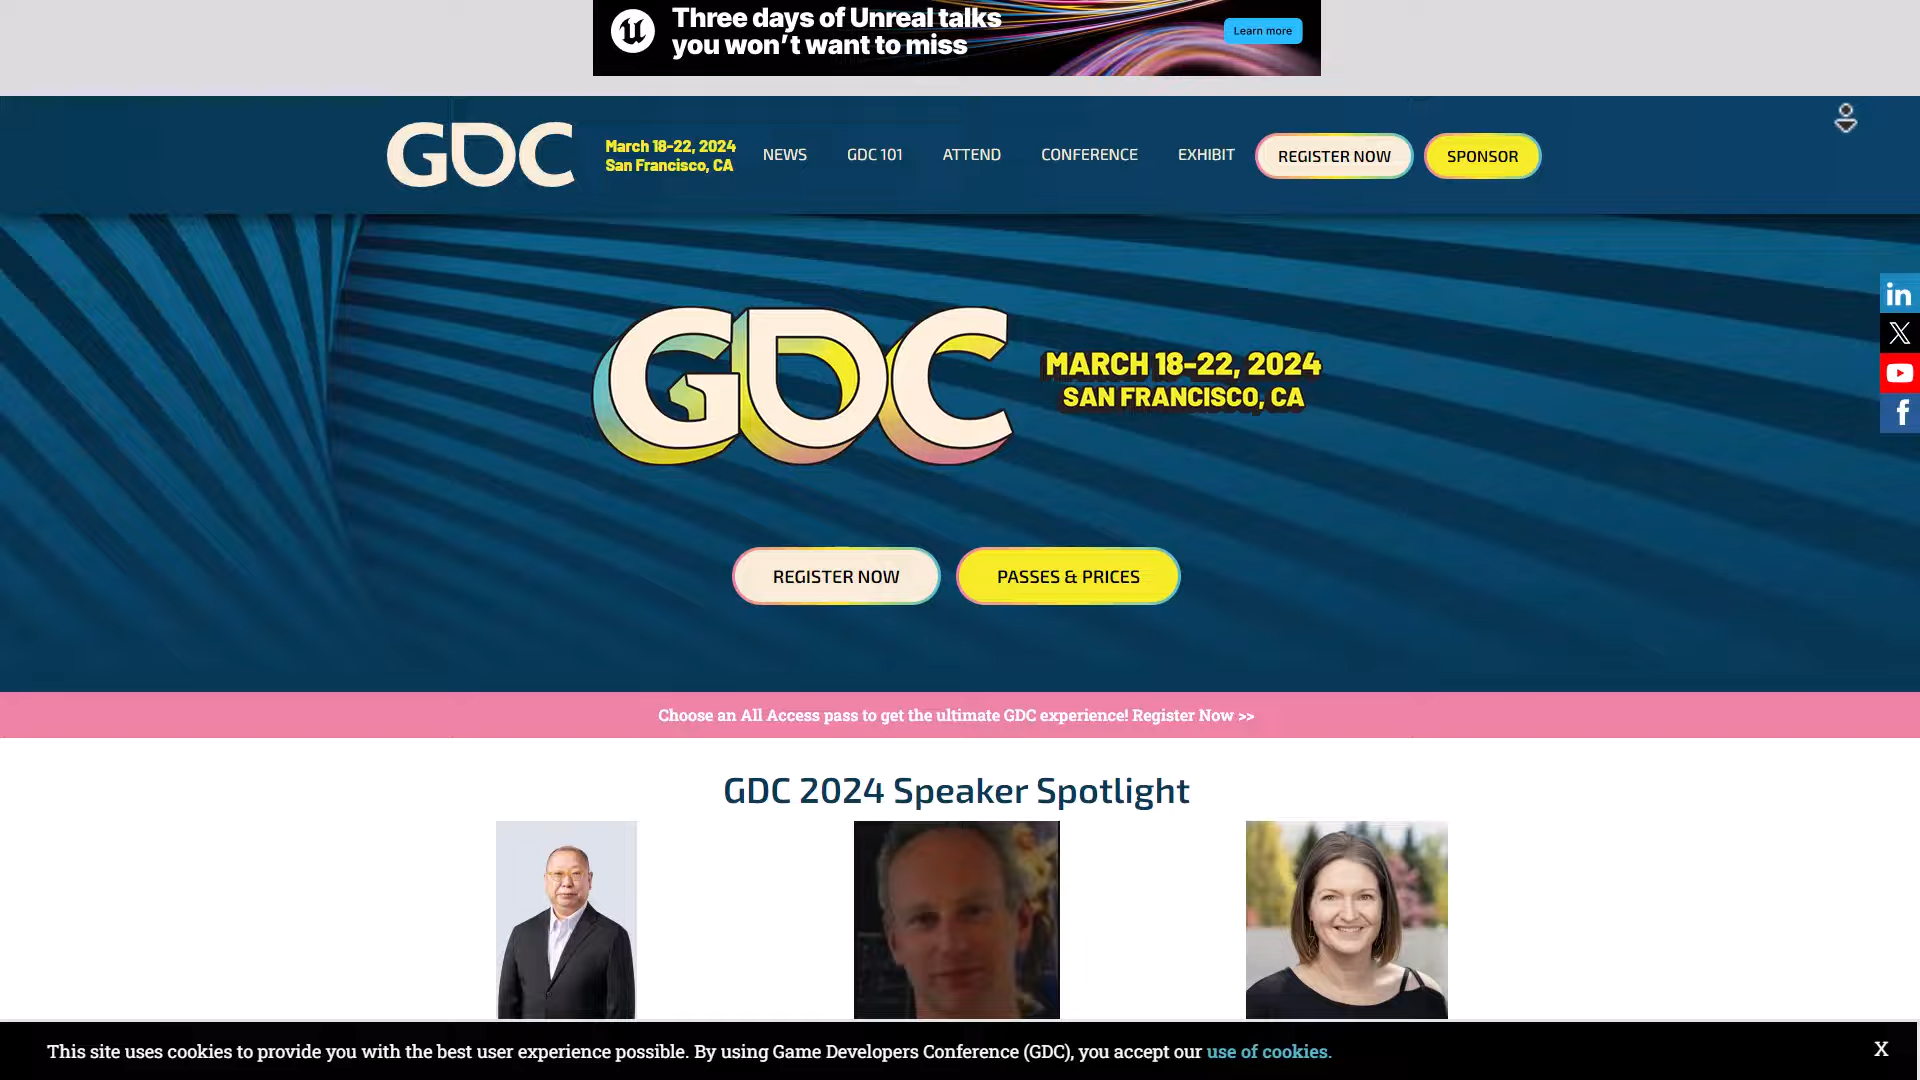 Three days of Unreal talks
you won't want to miss
Learn more
GDC
March 18-22, 2024
San Francisco, CA
NEWS
GDC 101
ATTEND
CONFERENCE
EXHIBIT
REGISTER NOW
SPONSOR
GDC
MARCH 18-22, 2024
SAN FRANCISCO, CA
in
X
f
REGISTER NOW
PASSES & PRICES
Choose an All Access pass to get the ultimate GDC experience! Register Now >>
GDC 2024 Speaker Spotlight
This site uses cookies to provide you with the best user experience possible. By using Game Developers Conference (GDC), you accept our use of cookies.
X